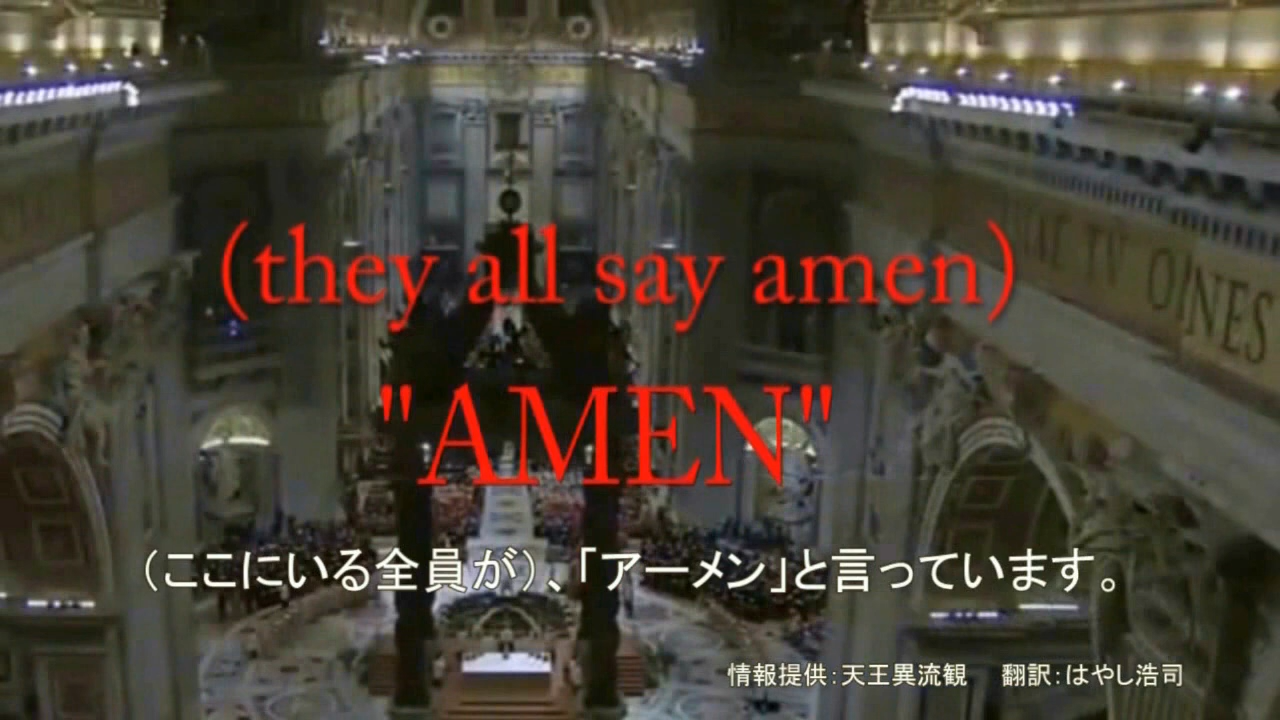 (they all say amen)
"AMEN"
（ここにいる全員が）、「アーメン」と言っています。
情報提供：天王異流観　翻訳：はやし浩司